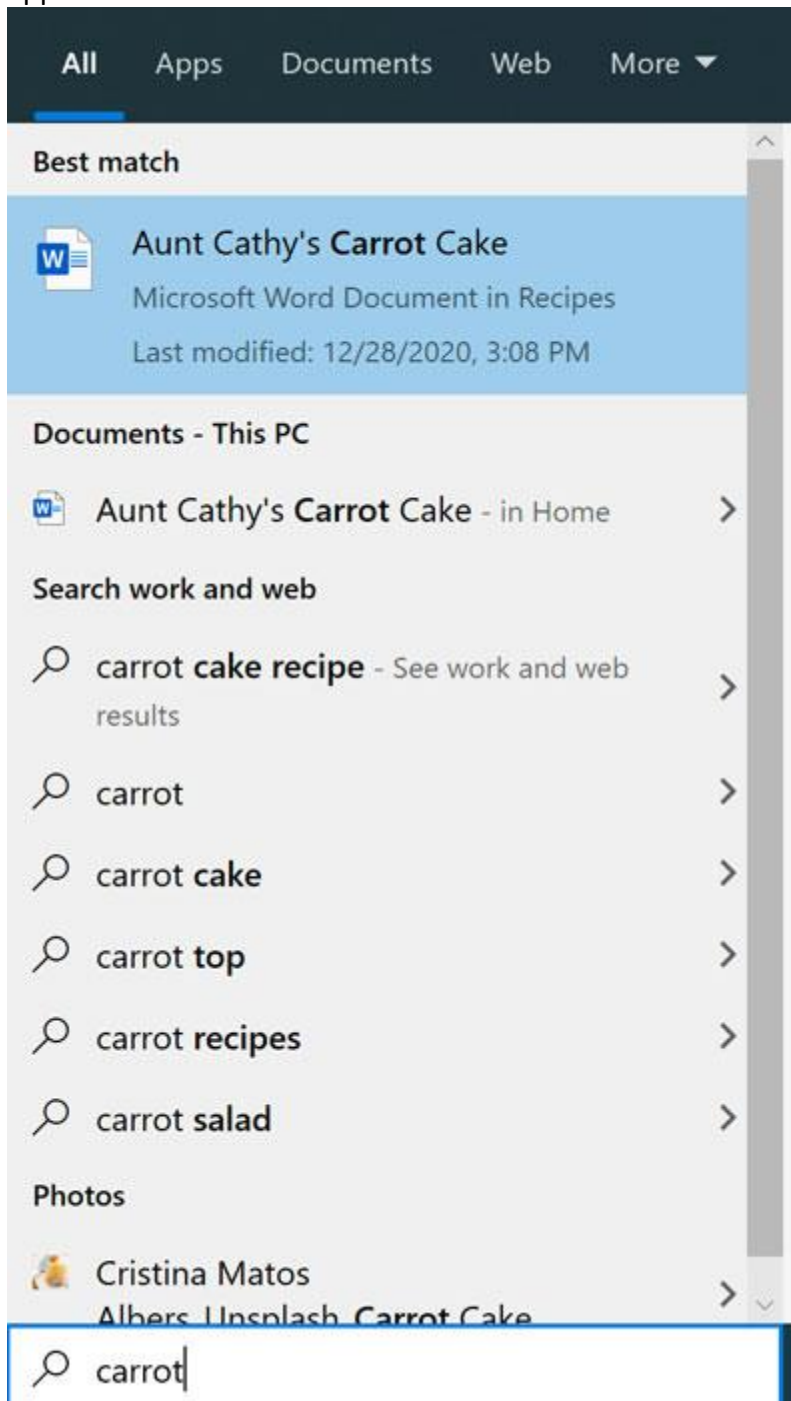 All Apps Documents Web More
Best match
Aunt Cathy's Carrot Cake
Microsoft Word Document in Recipes
Last modified: 12/28/2020, 3:08 PM
Documents - This PC
Aunt Cathy's Carrot Cake - in Home
Search work and web
carrot cake recipe - See work and web
results
carrot
carrot cake
carrot top
carrot recipes
carrot salad
Photos
Cristina Matos
Albers_Unsplash_Carrot Cake
carrot